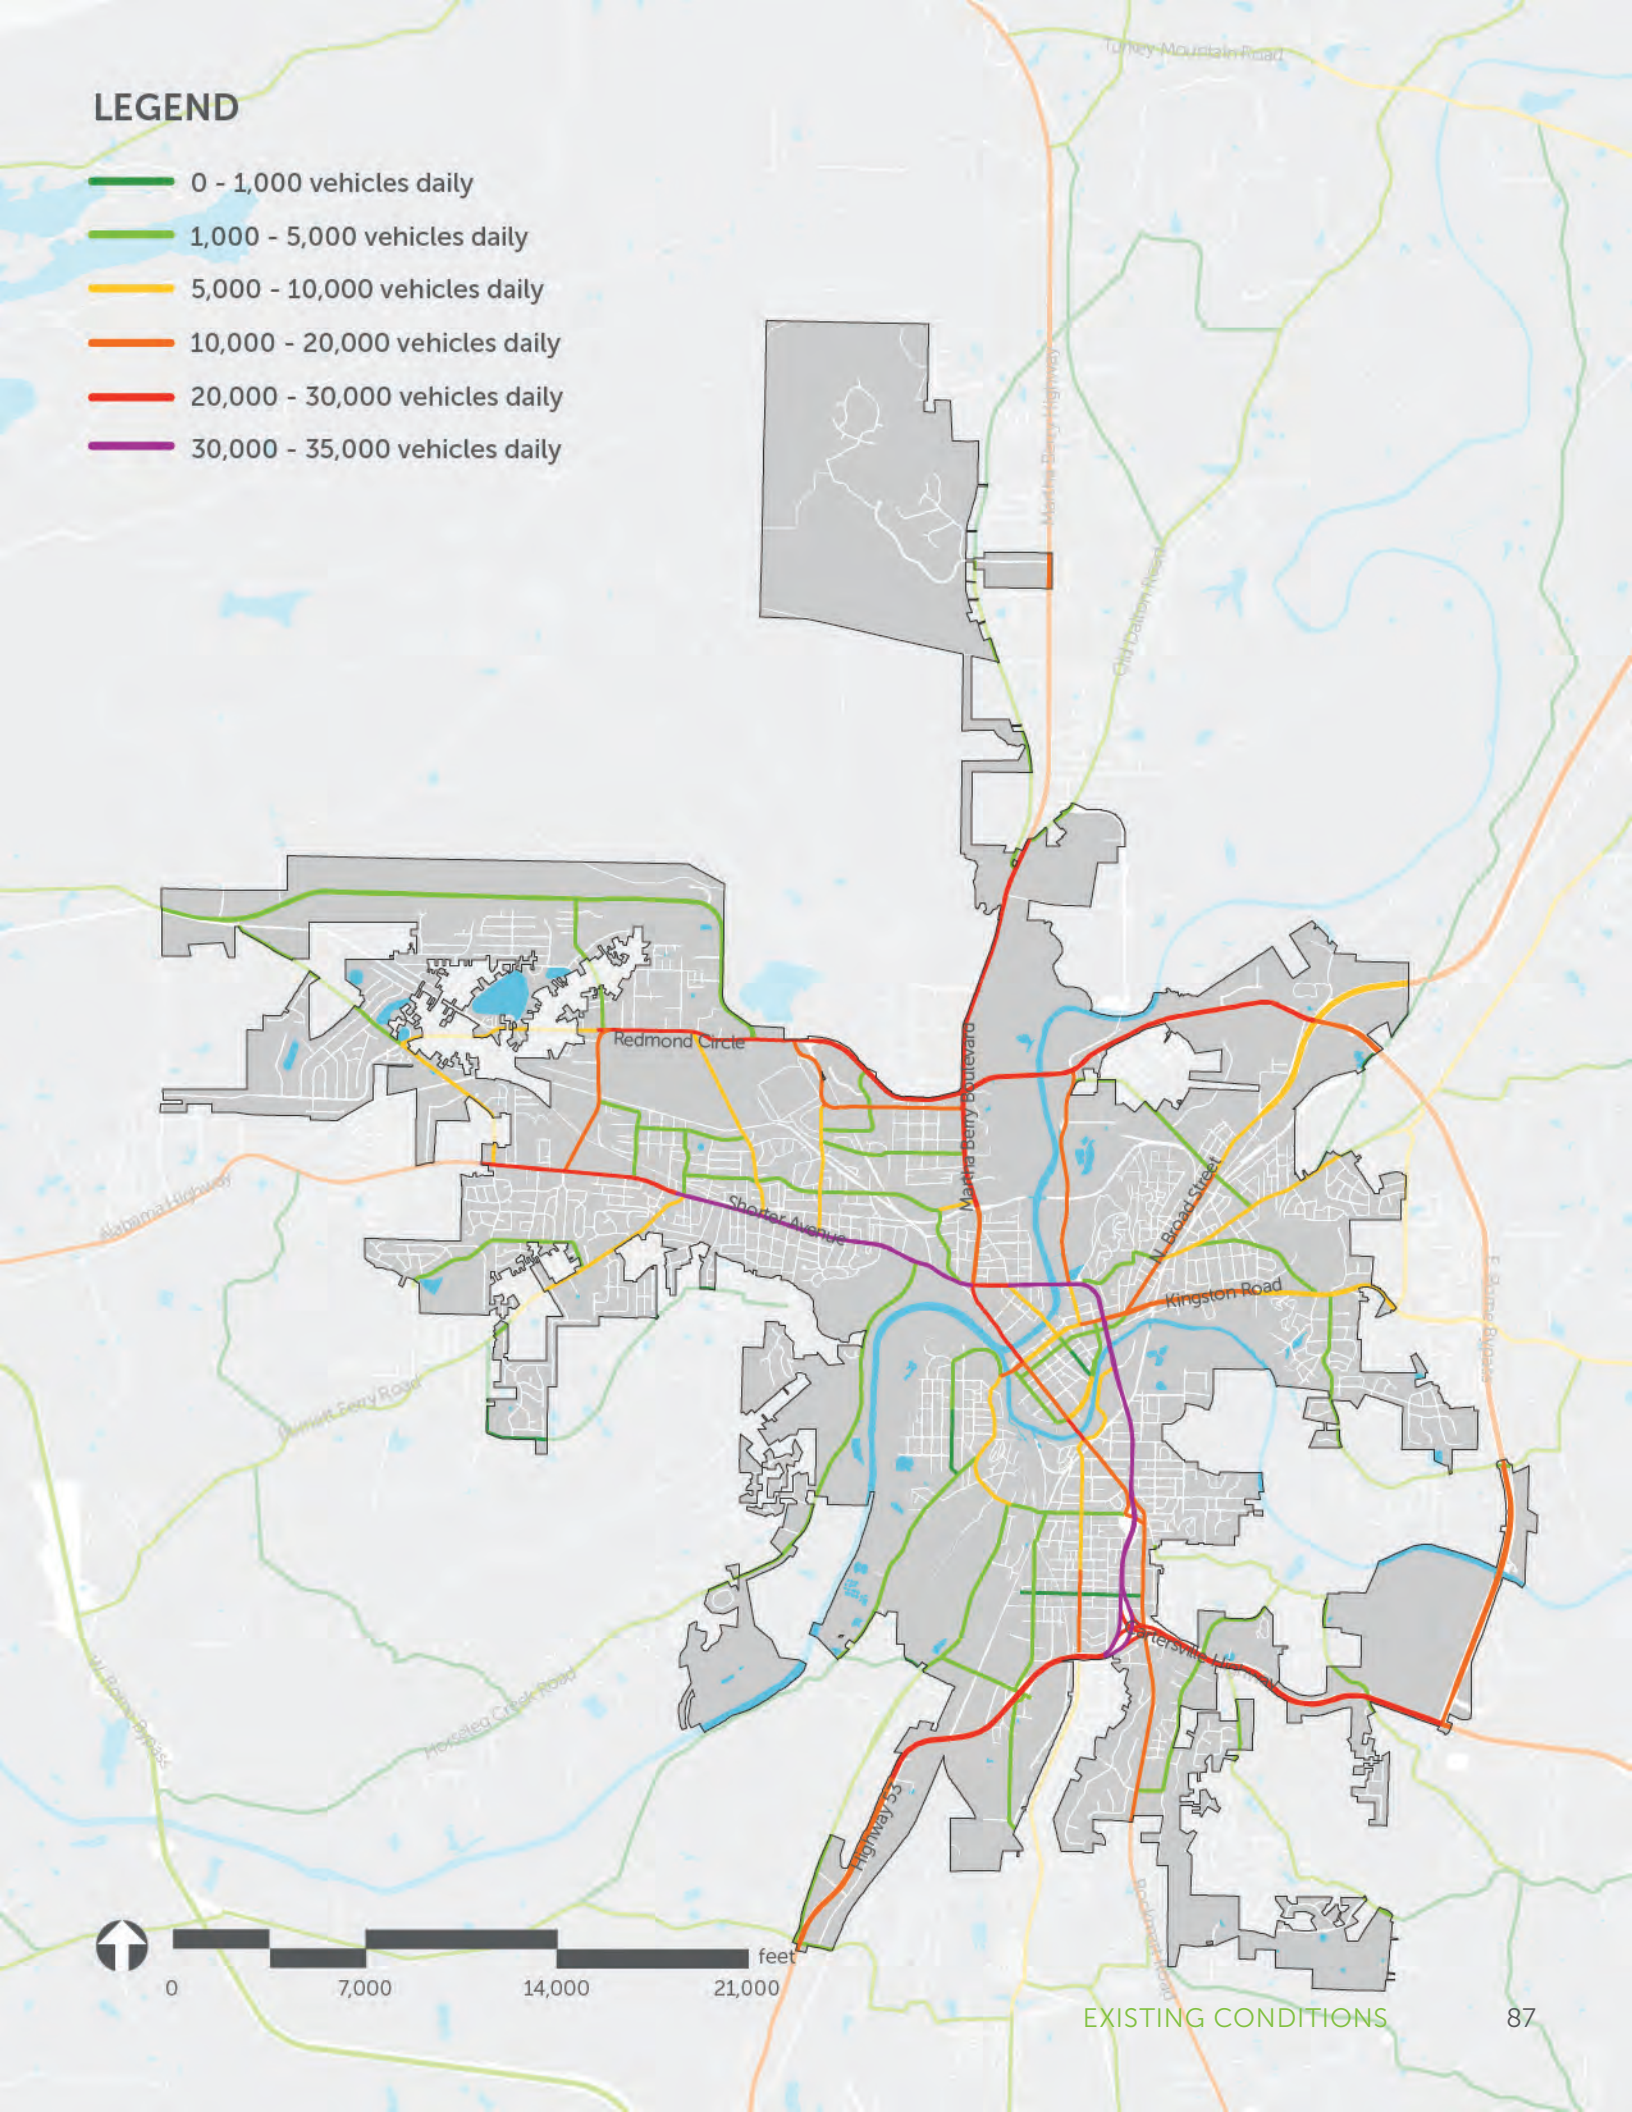 LEGEND
0 - 1,000 vehicles daily
1,000 - 5,000 vehicles daily
5,000 - 10,000 vehicles daily
10,000 - 20,000 vehicles daily
20,000 - 30,000 vehicles daily
30,000 - 35,000 vehicles daily
Turkey Mountain Road
Martha Berry Highway
Old Dalton Road
Redmond Circle
Martha Berry Boulevard
Alabama Highway
Shorter Avenue
N. Broad Street
Kingston Road
E. Rome Bypass
Burnett Ferry Road
Cartersville Highway
W. Rome Bypass
Horseleg Creek Road
Highway 53
Rockmart Road
feet
0 7,000 14,000 21,000
EXISTING CONDITIONS 87